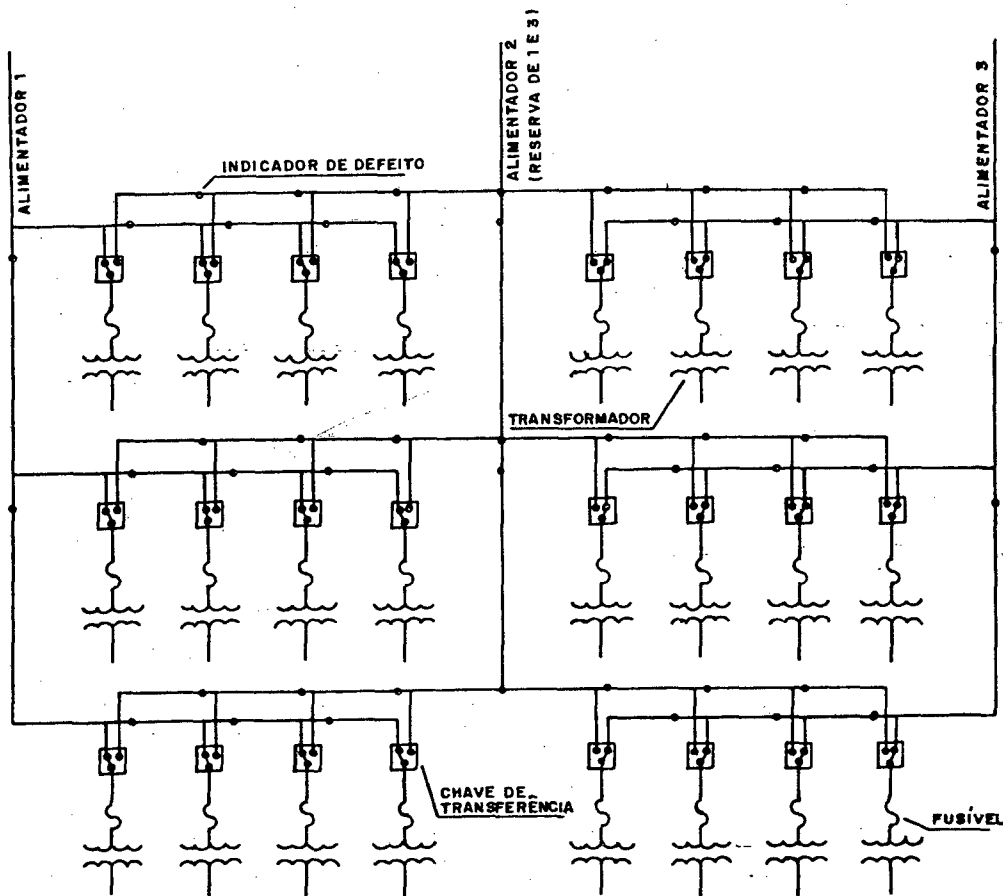 ALIMENTADOR 1
ALIMENTADOR 2
(RESERVA DE 1 E 3)
ALIMENTADOR 3
INDICADOR DE DEFEITO
TRANSFORMADOR
CHAVE DE
TRANSFERÊNCIA
FUSÍVEL